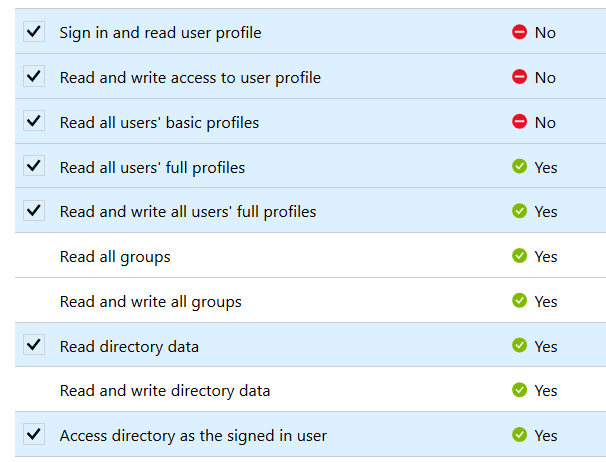 Sign in and read user profile No
Read and write access to user profile No
Read all users' basic profiles No
Read all users' full profiles Yes
Read and write all users' full profiles Yes
Read all groups Yes
Read and write all groups Yes
Read directory data Yes
Read and write directory data Yes
Access directory as the signed in user Yes